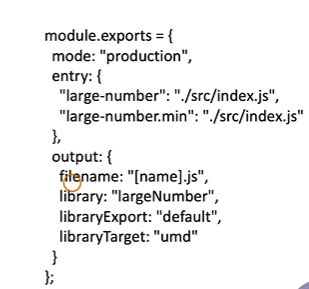 module.exports = {
mode: "production",
entry: {
"large-number": "./src/index.js",
"large-number.min": "./src/index.js"
},
output: {
filename: "[name].js",
library: "largeNumber",
libraryExport: "default",
libraryTarget: "umd"
}
};